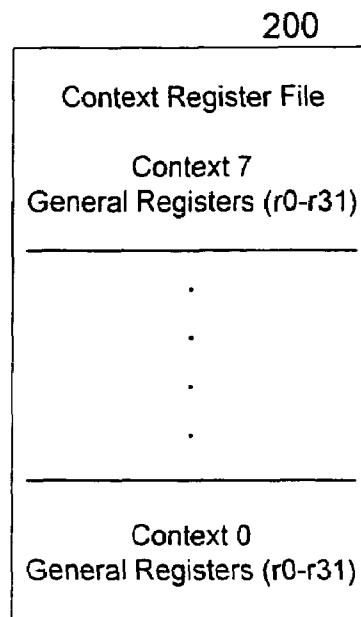 200
Context Register File
Context 7
General Registers (r0-r31)
.
.
.
.
Context 0
General Registers (r0-r31)